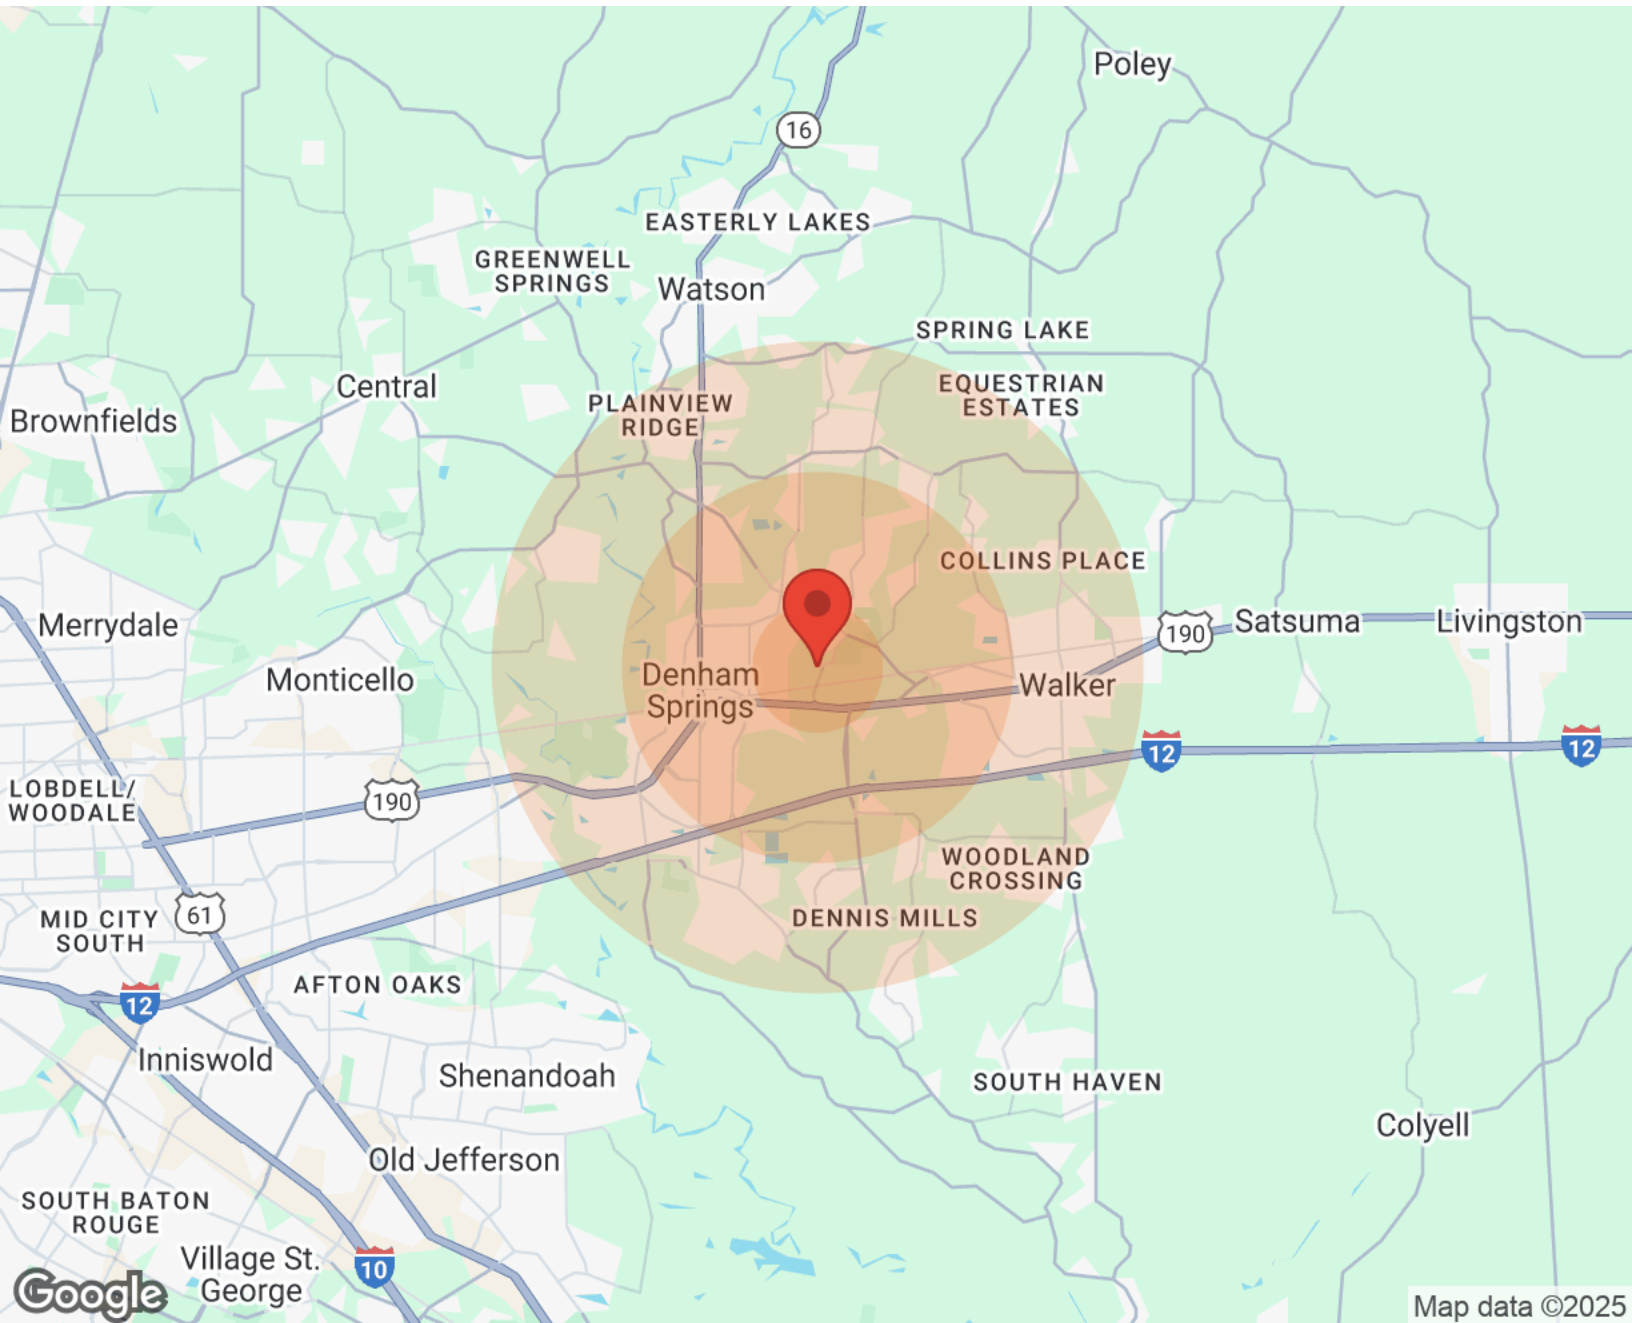 Poley
16
EASTERLY LAKES
GREENWELL
SPRINGS
Watson
SPRING LAKE
Central
EQUESTRIAN
ESTATES
PLAINVIEW
RIDGE
Brownfields
COLLINS PLACE
Merrydale
190
Satsuma
Livingston
Monticello
Denham
Springs
Walker
12
12
LOBDELL/
WOODALE
190
WOODLAND
CROSSING
61
MID CITY
SOUTH
DENNIS MILLS
AFTON OAKS
12
Inniswold
Shenandoah
SOUTH HAVEN
Colyell
Old Jefferson
SOUTH BATON
ROUGE
Village St.
George
10
Google
Map data ©2025